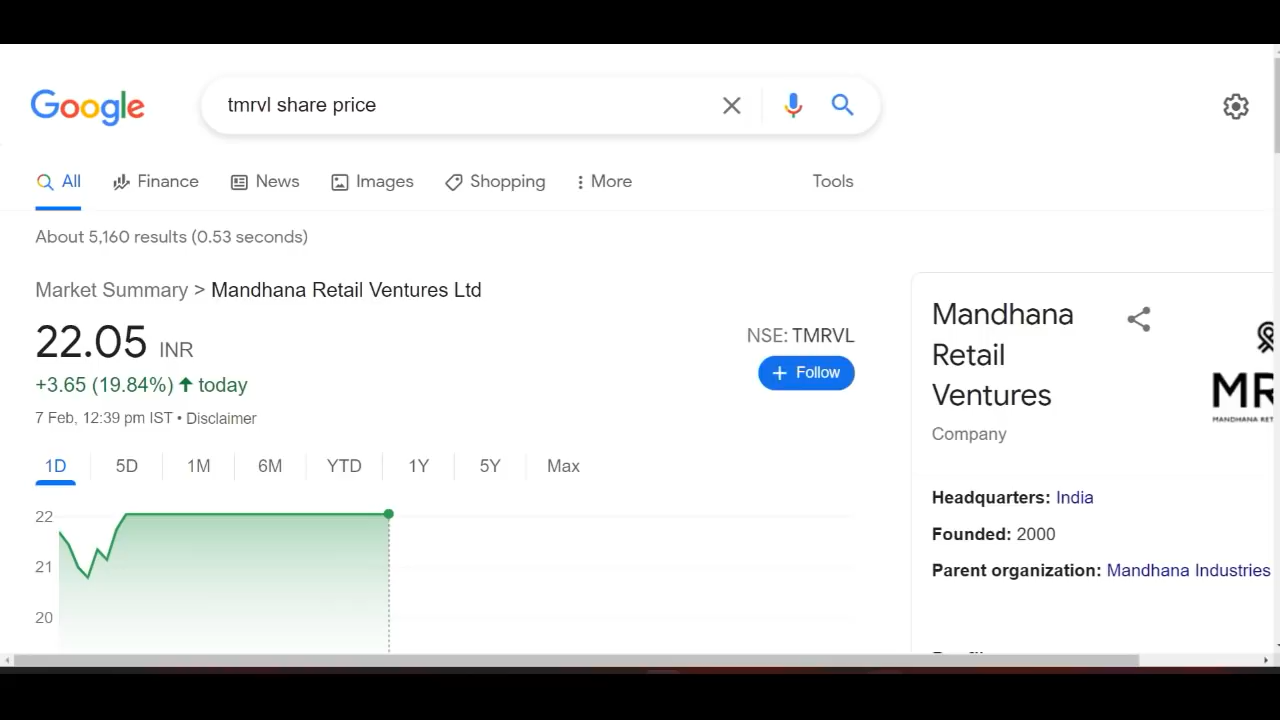 Google
tmrvl share price
All
Finance
News
Images
Shopping
More
Tools
About 5,160 results (0.53 seconds)
Market Summary > Mandhana Retail Ventures Ltd
22.05 INR
NSE: TMRVL
+3.65 (19.84%) today
+ Follow
7 Feb, 12:39 pm IST • Disclaimer
1D
5D
1M
6M
YTD
1Y
5Y
Max
22
21
20
Mandhana
Retail
Ventures
Company
MR
MANDHANA RET
Headquarters: India
Founded: 2000
Parent organization: Mandhana Industries